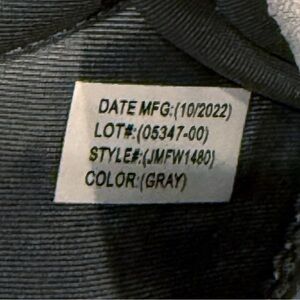 DATE MFG:(10/2022)
LOT#:(05347-00)
STYLE#:(JMFW1480)
COLOR:(GRAY)